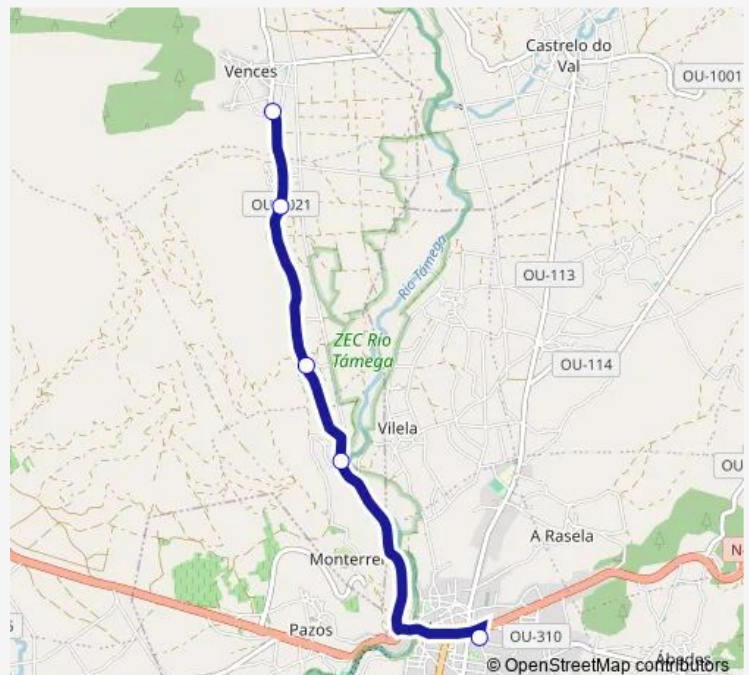 Castrelo do
Val
Vences
OU-1001
Río Támega
OU-113
ZEC Río
Támega
OU-114
Vilela
OU
A Rasela
N
Monterrei
Pazos
OU-310
© OpenStreetMap contributors